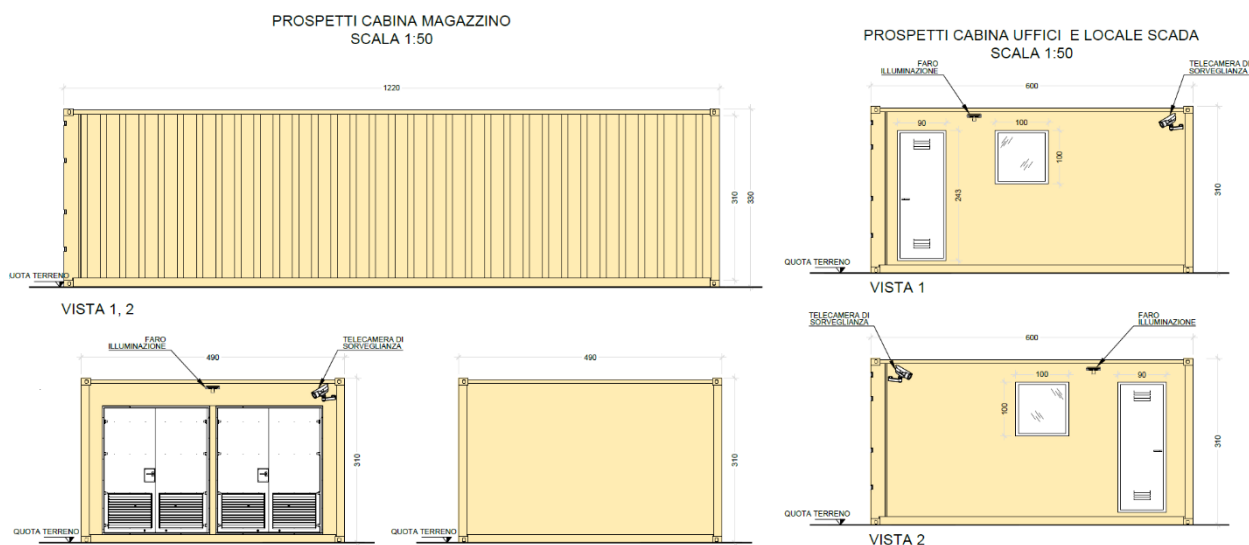 PROSPETTI CABINA MAGAZZINO
SCALA 1:50
1220
310
330
UOTA TERRENO
VISTA 1, 2
FARO
ILLUMINAZIONE
TELECAMERA DI
SORVEGLIANZA
490
310
QUOTA TERRENO
490
310
QUOTA TERRENO
PROSPETTI CABINA UFFICI E LOCALE SCADA
SCALA 1:50
FARO
ILLUMINAZIONE
TELECAMERA DI
SORVEGLIANZA
600
90
100
100
243
310
QUOTA TERRENO
VISTA 1
TELECAMERA DI
SORVEGLIANZA
FARO
ILLUMINAZIONE
600
100
90
100
310
QUOTA TERRENO
VISTA 2